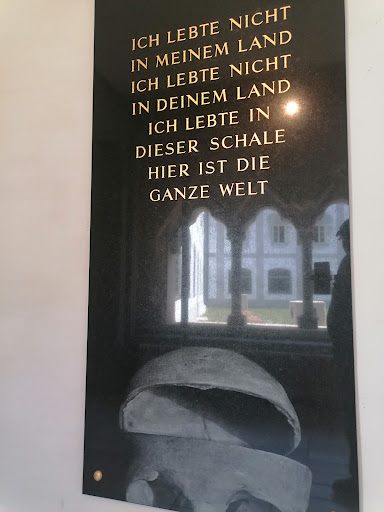 ICH LEBTE NICHT
IN MEINEM LAND
ICH LEBTE NICHT
IN DEINEM LAND
ICH LEBTE IN
DIESER SCHALE
HIER IST DIE
GANZE WELT